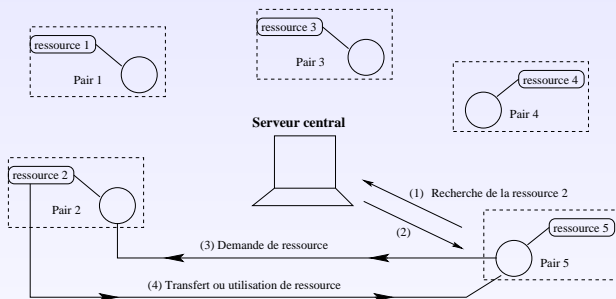 ressource 1
Pair 1
ressource 3
Pair 3
ressource 4
Pair 4
Serveur central
ressource 2
Pair 2
(1) Recherche de la ressource 2
(2)
(3) Demande de ressource
ressource 5
Pair 5
(4) Transfert ou utilisation de ressource